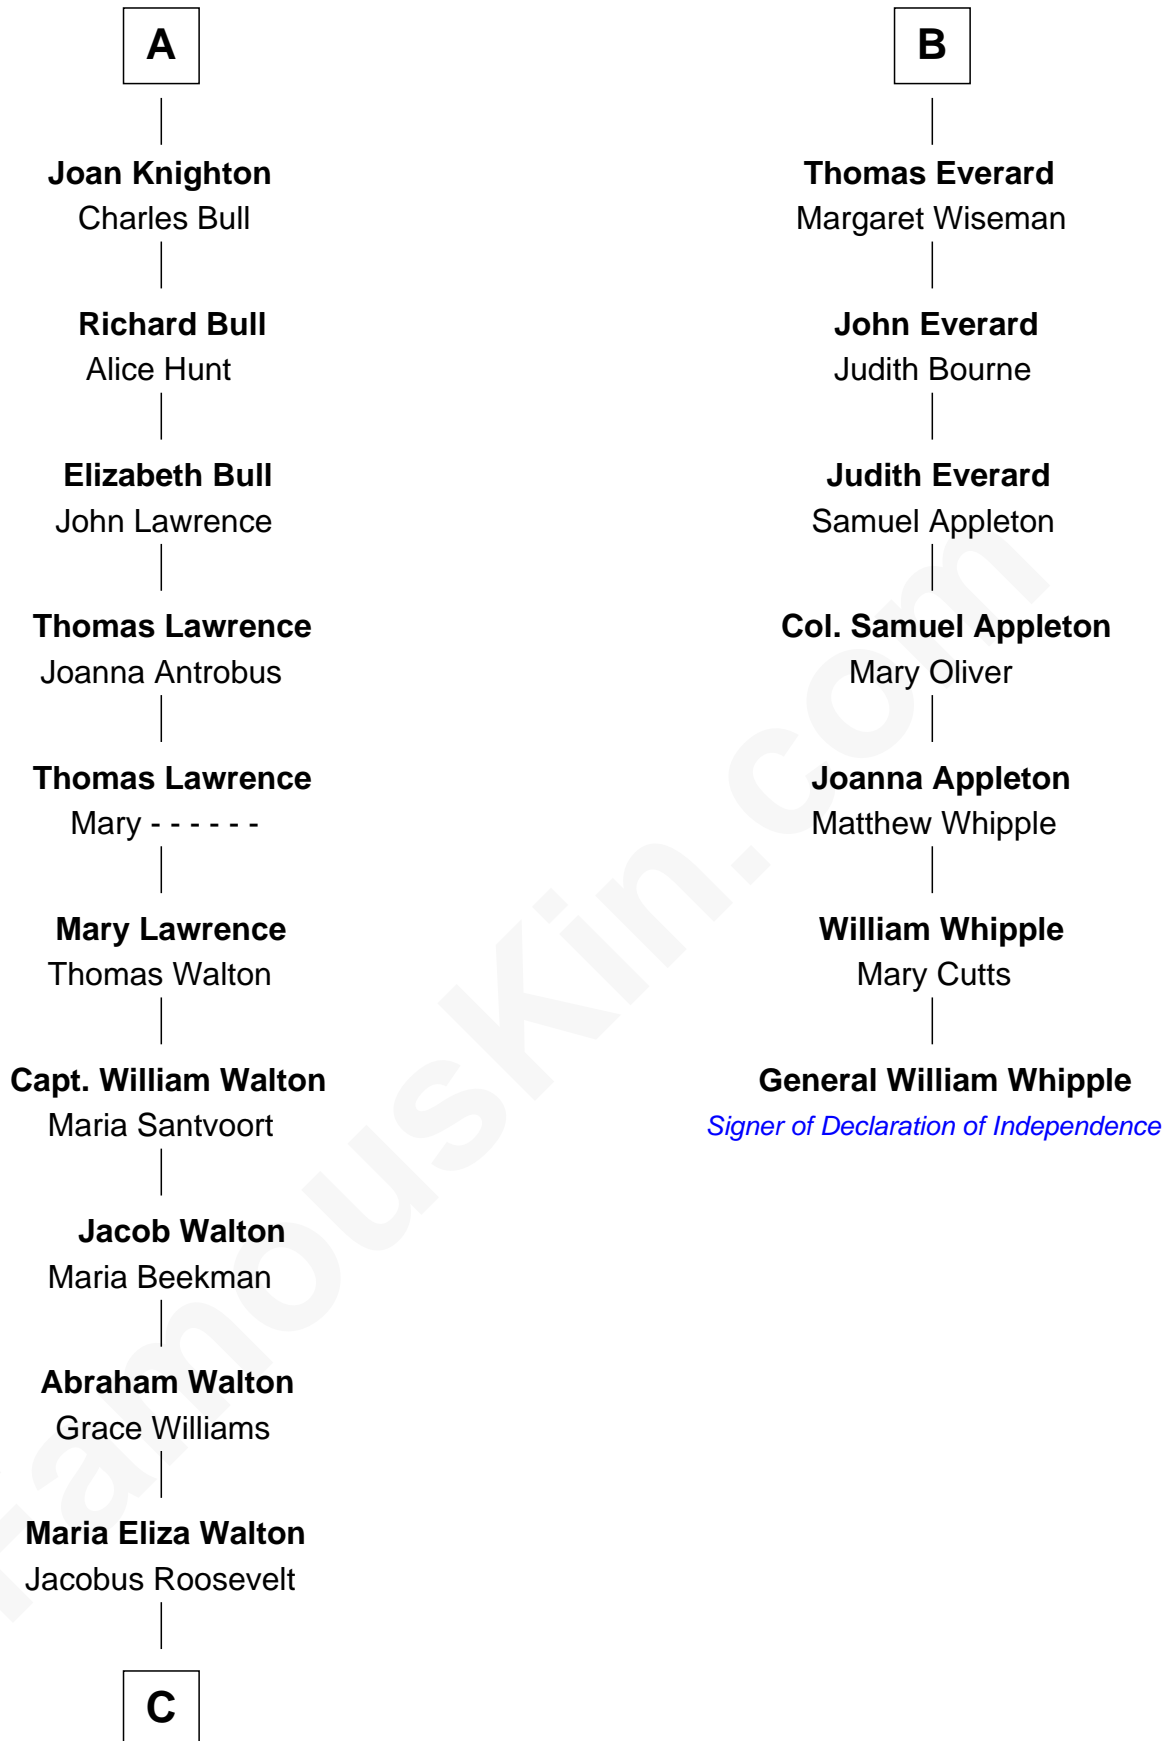 A
Joan Knighton
Charles Bull
Richard Bull
Alice Hunt
Elizabeth Bull
John Lawrence
Thomas Lawrence
Joanna Antrobus
Thomas Lawrence
Mary - - - - - -
Mary Lawrence
Thomas Walton
Capt. William Walton
Maria Santvoort
Jacob Walton
Maria Beekman
Abraham Walton
Grace Williams
Maria Eliza Walton
Jacobus Roosevelt
C
B
Thomas Everard
Margaret Wiseman
John Everard
Judith Bourne
Judith Everard
Samuel Appleton
Col. Samuel Appleton
Mary Oliver
Joanna Appleton
Matthew Whipple
William Whipple
Mary Cutts
General William Whipple
Signer of Declaration of Independence
FamousKin.com